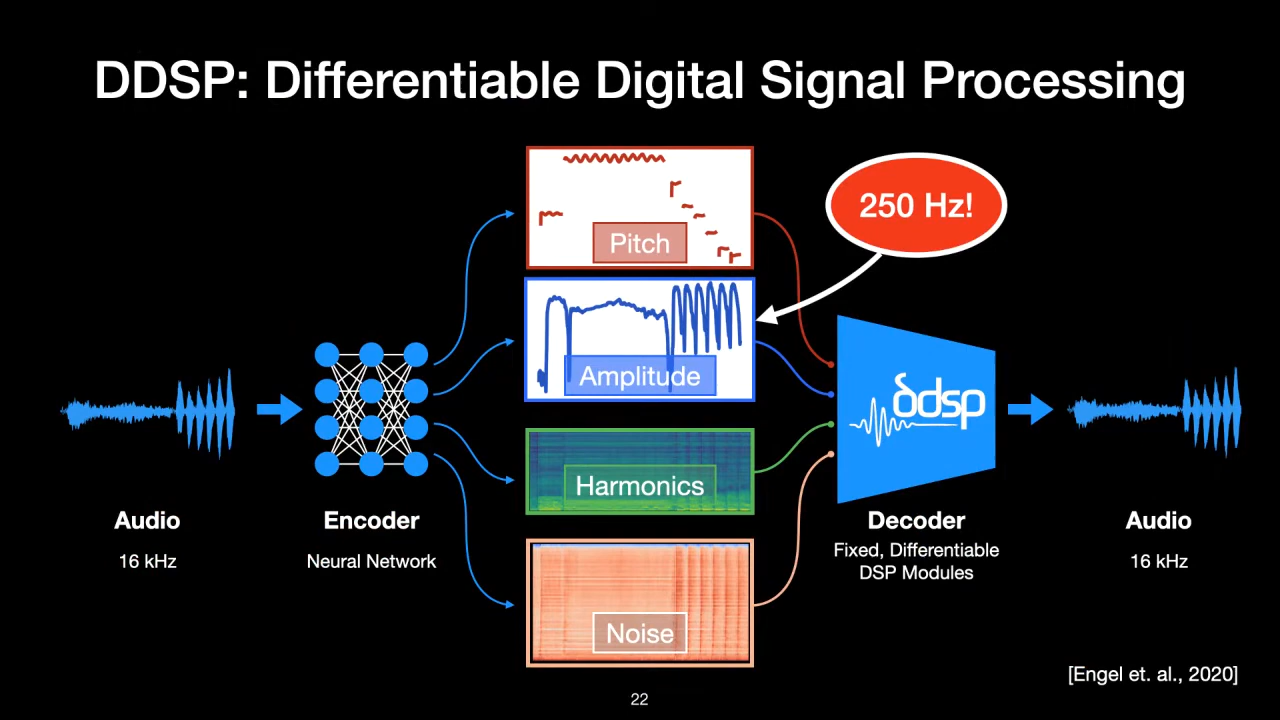 DDSP: Differentiable Digital Signal Processing
Pitch
250 Hz!
Amplitude
Harmonics
Noise
ddsp
Audio
16 kHz
Encoder
Neural Network
Decoder
Fixed, Differentiable
DSP Modules
Audio
16 kHz
[Engel et. al., 2020]
22